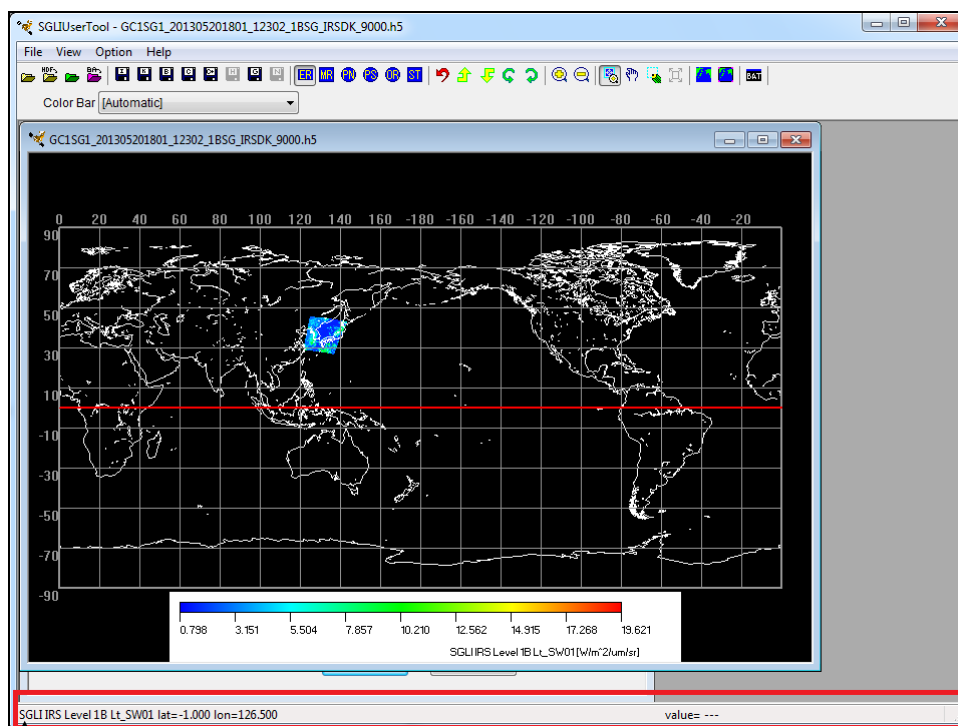 SGLIUserTool - GC1SG1_201305201801_12302_1BSG_IRSDK_9000.h5
File View Option Help
HDF BA
ER MR PN PS OR ST BAT
Color Bar [Automatic]
GC1SG1_201305201801_12302_1BSG_IRSDK_9000.h5
0 20 40 60 80 100 120 140 160 -180 -160 -140 -120 -100 -80 -60 -40 -20
90
70
50
30
10
-10
-30
-50
-70
-90
0.798 3.151 5.504 7.857 10.210 12.562 14.915 17.268 19.621
SGLI IRS Level 1B Lt_SW01[W/m^2/um/sr]
SGLI IRS Level 1B Lt_SW01 lat=-1.000 lon=126.500 value= ---